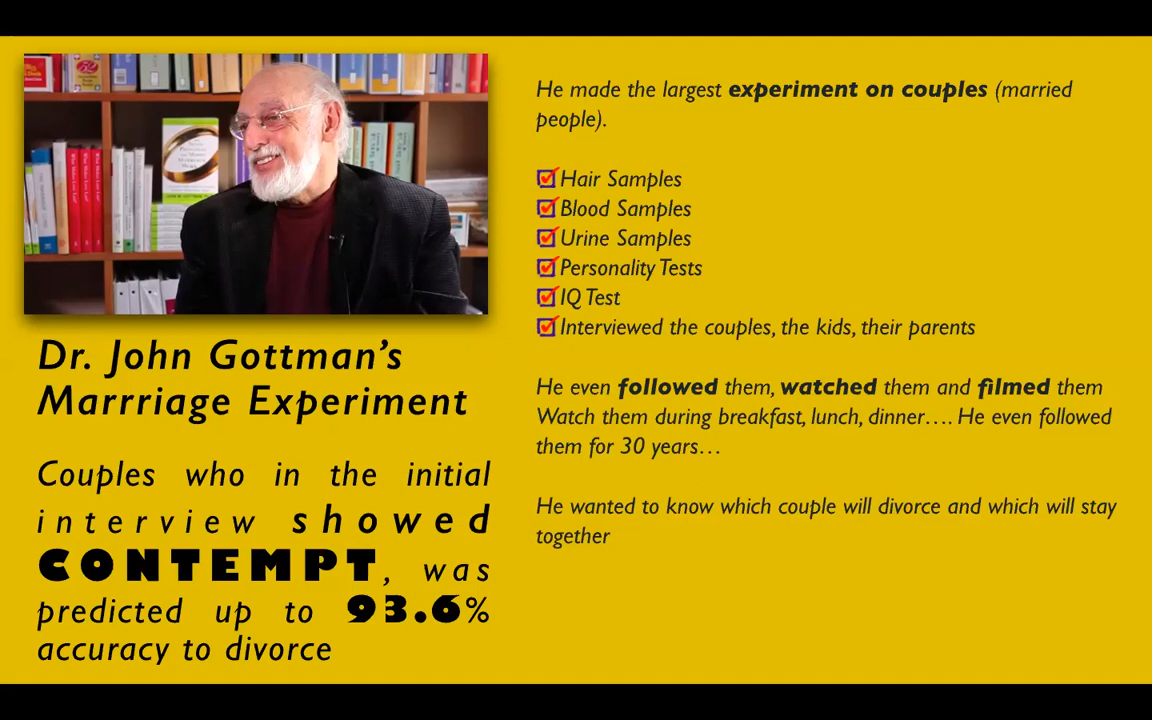 Dr. John Gottman’s
Marrriage Experiment
Couples who in the initial
interview showed
CONTEMPT, was
predicted up to 93.6%
accuracy to divorce
He made the largest experiment on couples (married
people).
Hair Samples
Blood Samples
Urine Samples
Personality Tests
IQ Test
Interviewed the couples, the kids, their parents
He even followed them, watched them and filmed them
Watch them during breakfast, lunch, dinner…. He even followed
them for 30 years…
He wanted to know which couple will divorce and which will stay
together